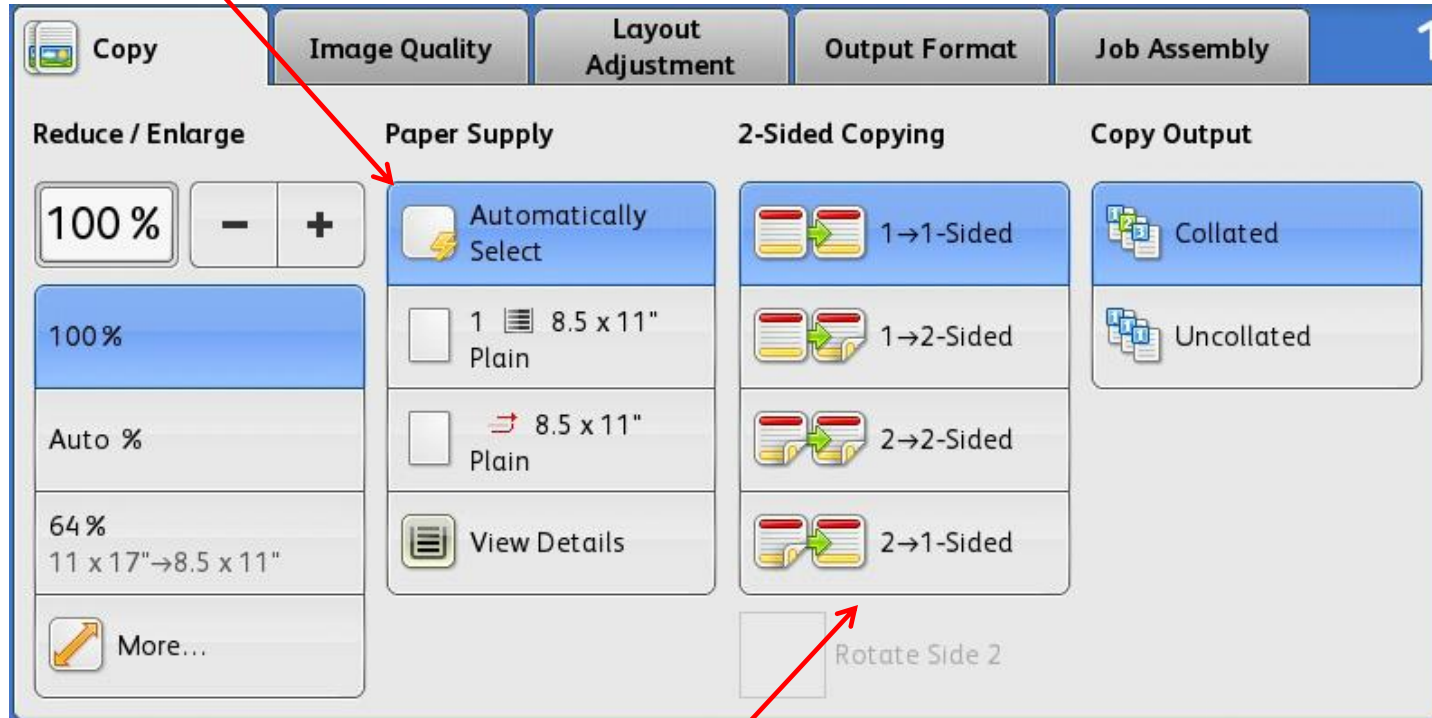 Copy
Image Quality
Layout
Adjustment
Output Format
Job Assembly
1
Reduce / Enlarge
100 %
-
+
100 %
Auto %
64 %
11 x 17"→8.5 x 11"
More...
Paper Supply
Automatically
Select
1 8.5 x 11"
Plain
8.5 x 11"
Plain
View Details
2-Sided Copying
1→1-Sided
1→2-Sided
2→2-Sided
2→1-Sided
Rotate Side 2
Copy Output
Collated
Uncollated